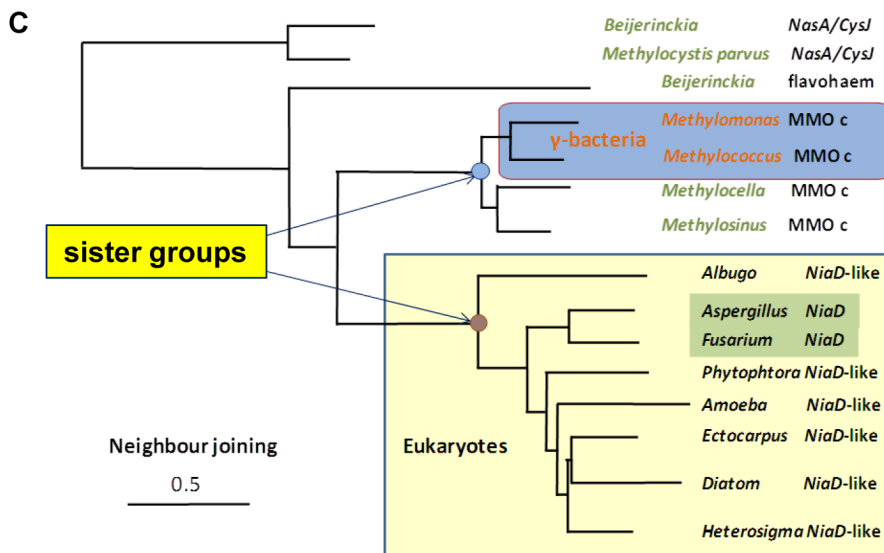 C
Beijerinckia NasA/CysJ
Methylocystis parvus NasA/CysJ
Beijerinckia flavohaem
Methylomonas MMO c
γ-bacteria
Methylococcus MMO c
Methylocella MMO c
Methylosinus MMO c
sister groups
Albugo NiaD-like
Aspergillus NiaD
Fusarium NiaD
Phytophtora NiaD-like
Amoeba NiaD-like
Ectocarpus NiaD-like
Diatom NiaD-like
Heterosigma NiaD-like
Eukaryotes
Neighbour joining
0.5